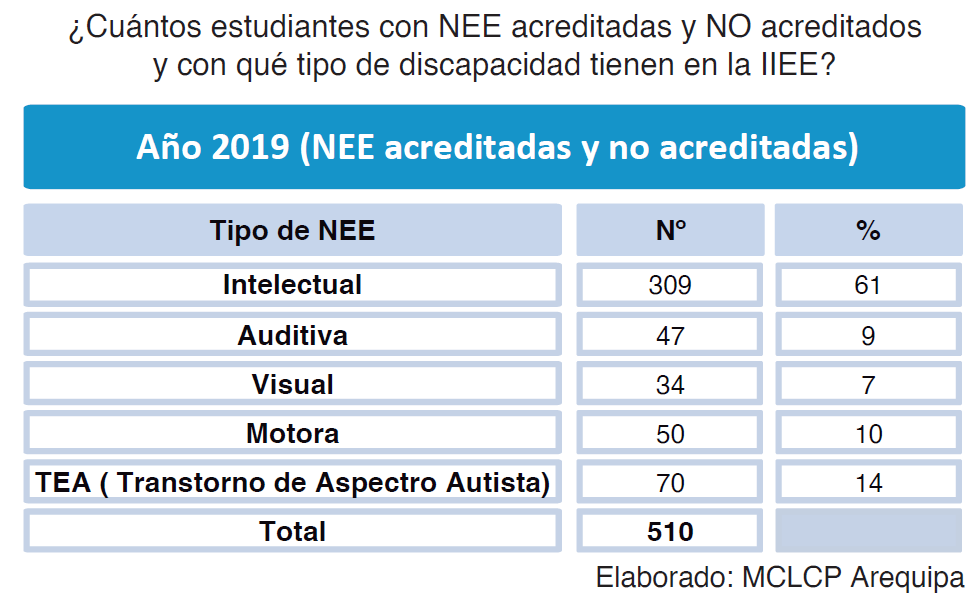 ¿Cuántos estudiantes con NEE acreditadas y NO acreditados
y con qué tipo de discapacidad tienen en la IIEE?
Año 2019 (NEE acreditadas y no acreditadas)
Tipo de NEE N° %
Intelectual 309 61
Auditiva 47 9
Visual 34 7
Motora 50 10
TEA ( Transtorno de Aspectro Autista) 70 14
Total 510
Elaborado: MCLCP Arequipa